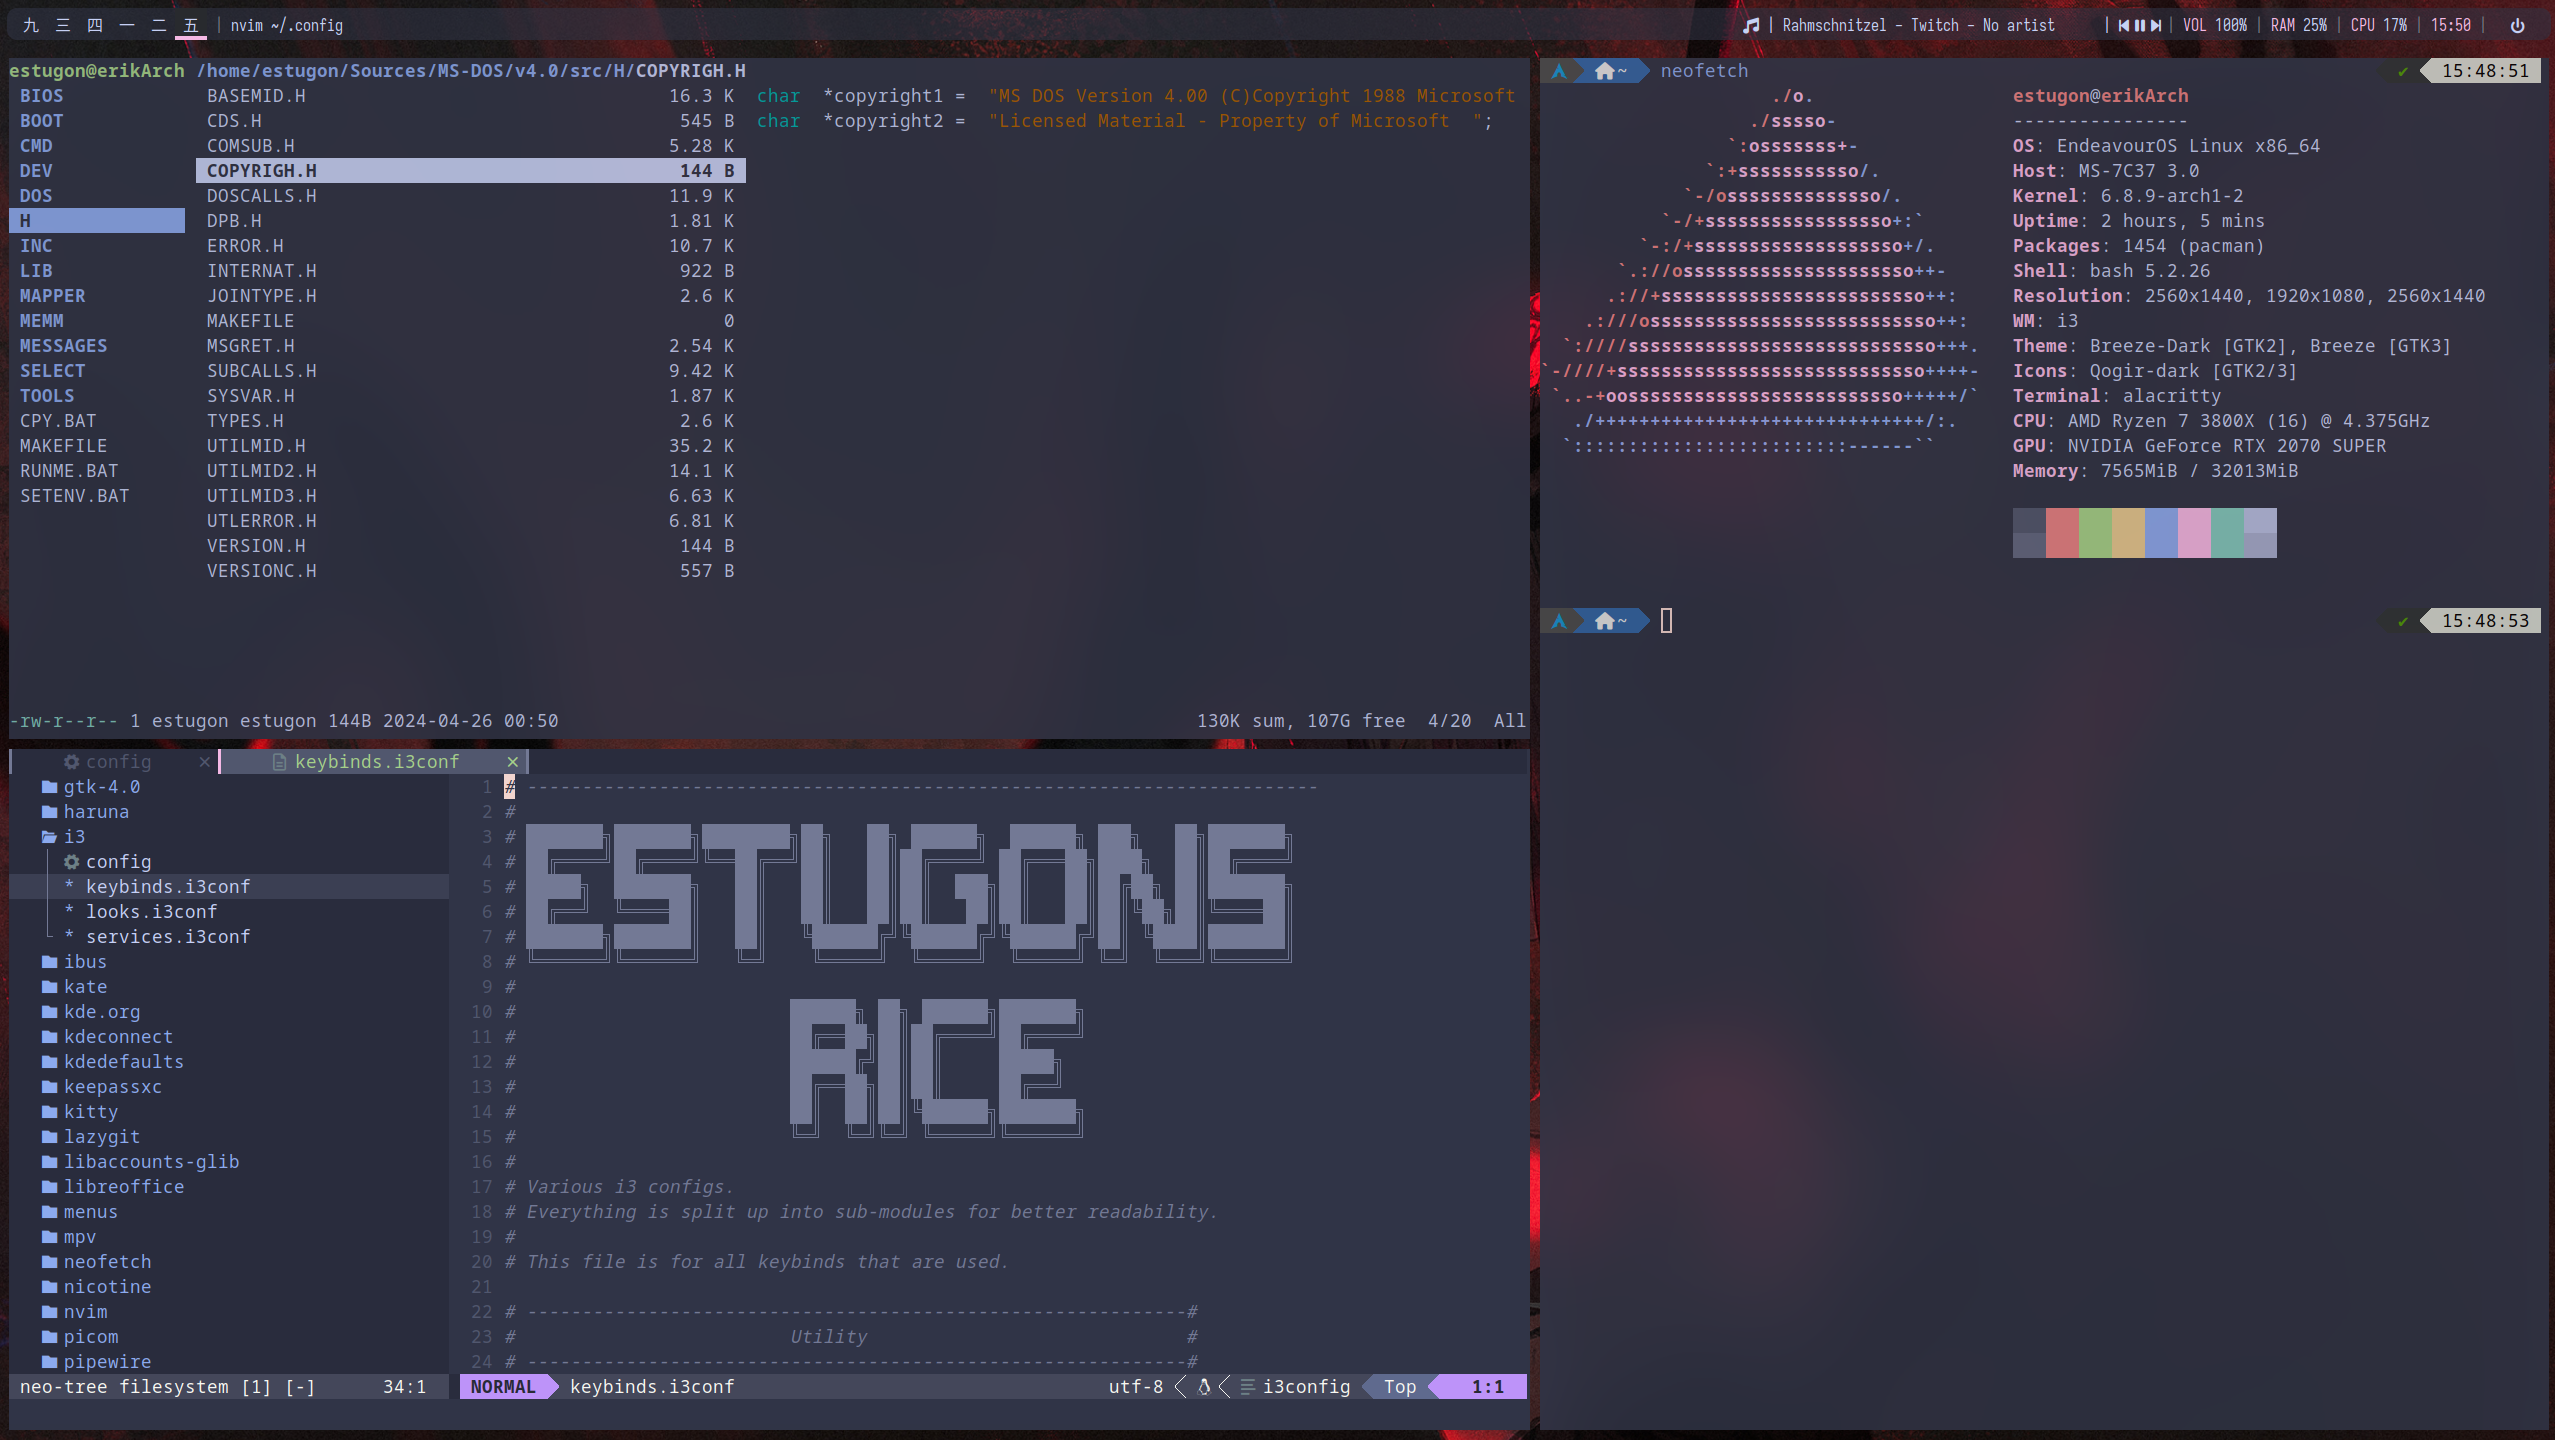 九 三 四 一 二 五 | nvim ~/.config
| Rahmschnitzel - Twitch - No artist | | VOL 100% | RAM 25% | CPU 17% | 15:50 |
estugon@erikArch /home/estugon/Sources/MS-DOS/v4.0/src/H/COPYRIGH.H
BIOS BASEMID.H 16.3 K char *copyright1 = "MS DOS Version 4.00 (C)Copyright 1988 Microsoft
BOOT CDS.H 545 B char *copyright2 = "Licensed Material - Property of Microsoft ";
CMD COMSUB.H 5.28 K
DEV COPYRIGH.H 144 B
DOS DOSCALLS.H 11.9 K
H DPB.H 1.81 K
INC ERROR.H 10.7 K
LIB INTERNAT.H 922 B
MAPPER JOINTYPE.H 2.6 K
MEMM MAKEFILE 0
MESSAGES MSGRET.H 2.54 K
SELECT SUBCALLS.H 9.42 K
TOOLS SYSVAR.H 1.87 K
CPY.BAT TYPES.H 2.6 K
MAKEFILE UTILMID.H 35.2 K
RUNME.BAT UTILMID2.H 14.1 K
SETENV.BAT UTILMID3.H 6.63 K
UTLERROR.H 6.81 K
VERSION.H 144 B
VERSIONC.H 557 B
-rw-r--r-- 1 estugon estugon 144B 2024-04-26 00:50 130K sum, 107G free 4/20 All
~ neofetch ✔ 15:48:51
./o. estugon@erikArch
./sssso- ----------------
`:osssssss+- OS: EndeavourOS Linux x86_64
`:+sssssssssso/. Host: MS-7C37 3.0
`-/ossssssssssssso/. Kernel: 6.8.9-arch1-2
`-/+sssssssssssssssso+:` Uptime: 2 hours, 5 mins
`-:/+sssssssssssssssssso+/. Packages: 1454 (pacman)
`.://osssssssssssssssssssso++- Shell: bash 5.2.26
.://+ssssssssssssssssssssssso++: Resolution: 2560x1440, 1920x1080, 2560x1440
.:///ossssssssssssssssssssssssso++: WM: i3
`:////ssssssssssssssssssssssssssso+++. Theme: Breeze-Dark [GTK2], Breeze [GTK3]
`-////+ssssssssssssssssssssssssssso++++- Icons: Qogir-dark [GTK2/3]
`..-+oosssssssssssssssssssssssso+++++/` Terminal: alacritty
./++++++++++++++++++++++++++++++/:. CPU: AMD Ryzen 7 3800X (16) @ 4.375GHz
`:::::::::::::::::::::::::------`` GPU: NVIDIA GeForce RTX 2070 SUPER
Memory: 7565MiB / 32013MiB
~ ✔ 15:48:53
config × keybinds.i3conf ×
gtk-4.0
haruna
i3
config
* keybinds.i3conf
* looks.i3conf
* services.i3conf
ibus
kate
kde.org
kdeconnect
kdedefaults
keepassxc
kitty
lazygit
libaccounts-glib
libreoffice
menus
mpv
neofetch
nicotine
nvim
picom
pipewire
neo-tree filesystem [1] [-] 34:1
1 # ------------------------------------------------------------------------
2 #
3 # ESTUGONS
4 #
5 #
6 #
7 #
8 #
9 #
10 # RICE
11 #
12 #
13 #
14 #
15 #
16 #
17 # Various i3 configs.
18 # Everything is split up into sub-modules for better readability.
19 #
20 # This file is for all keybinds that are used.
21
22 # ------------------------------------------------------------#
23 # Utility #
24 # ------------------------------------------------------------#
NORMAL keybinds.i3conf utf-8 i3config Top 1:1